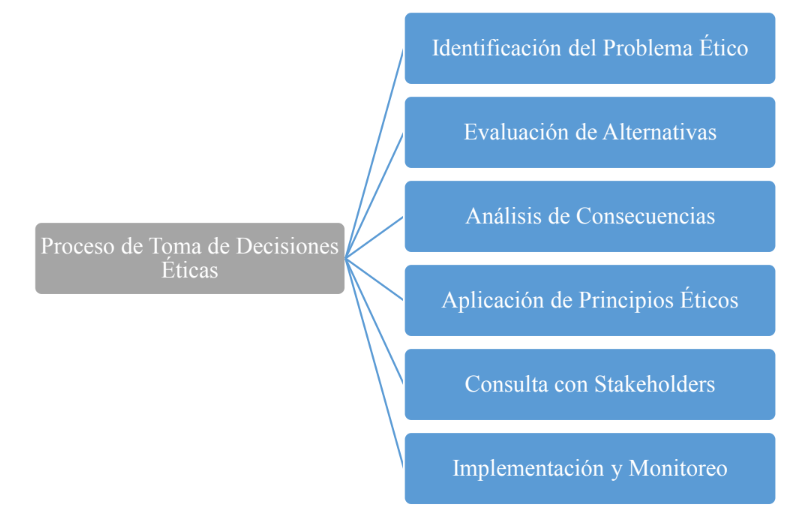 Identificación del Problema Ético
Evaluación de Alternativas
Análisis de Consecuencias
Proceso de Toma de Decisiones
Éticas
Aplicación de Principios Éticos
Consulta con Stakeholders
Implementación y Monitoreo